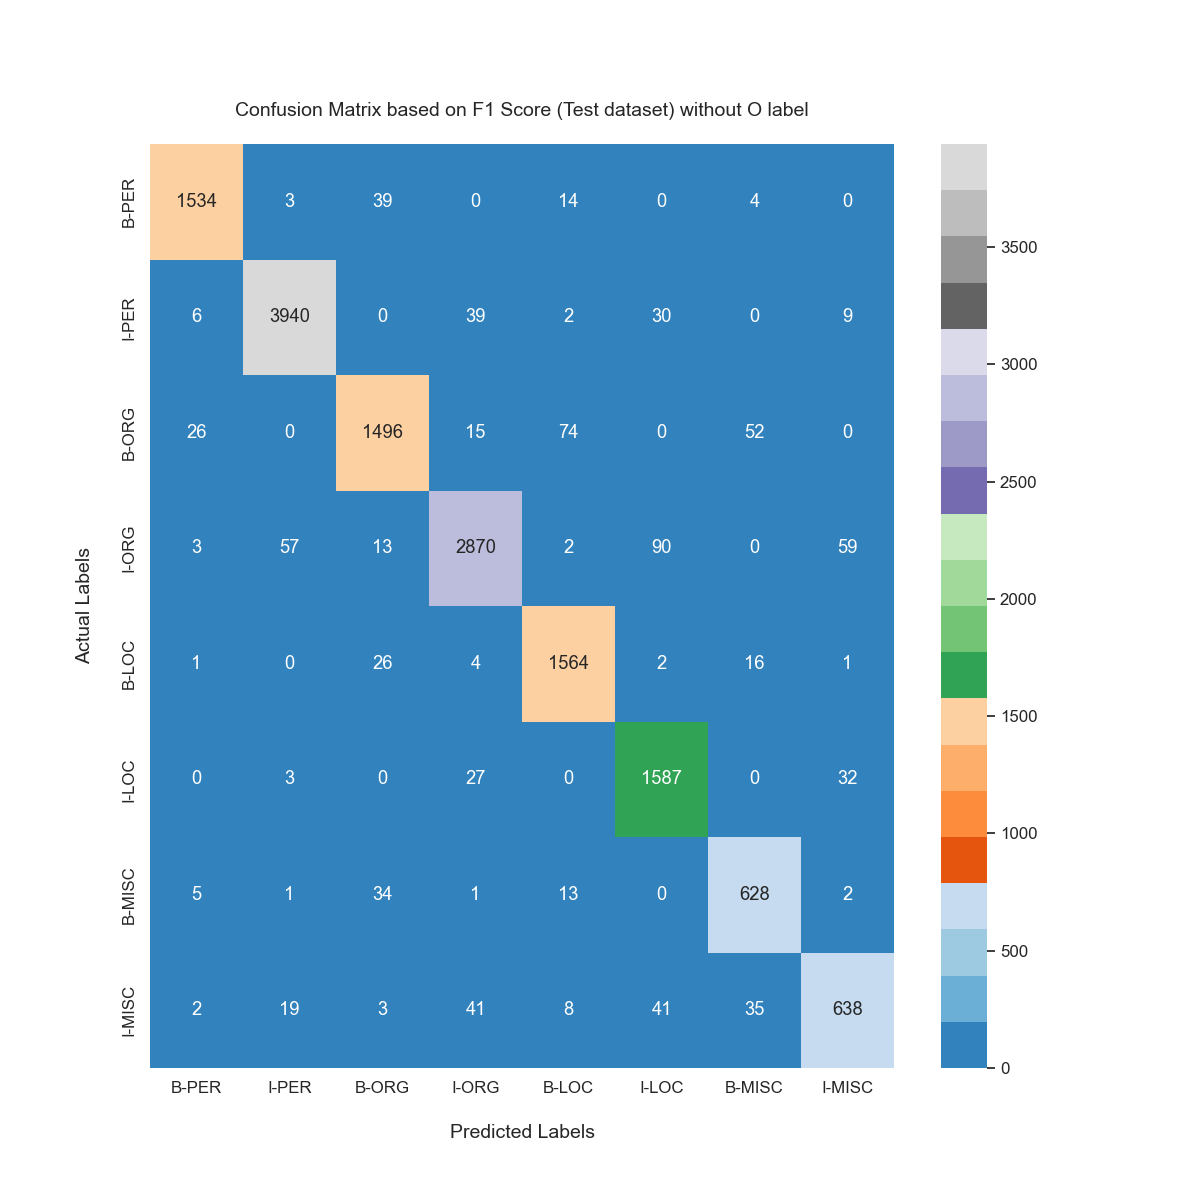 Confusion Matrix based on F1 Score (Test dataset) without O label
B-PER 1534 3 39 0 14 0 4 0
I-PER 6 3940 0 39 2 30 0 9
B-ORG 26 0 1496 15 74 0 52 0
I-ORG 3 57 13 2870 2 90 0 59
B-LOC 1 0 26 4 1564 2 16 1
I-LOC 0 3 0 27 0 1587 0 32
B-MISC 5 1 34 1 13 0 628 2
I-MISC 2 19 3 41 8 41 35 638
B-PER I-PER B-ORG I-ORG B-LOC I-LOC B-MISC I-MISC
Predicted Labels
Actual Labels
3500
3000
2500
2000
1500
1000
500
0